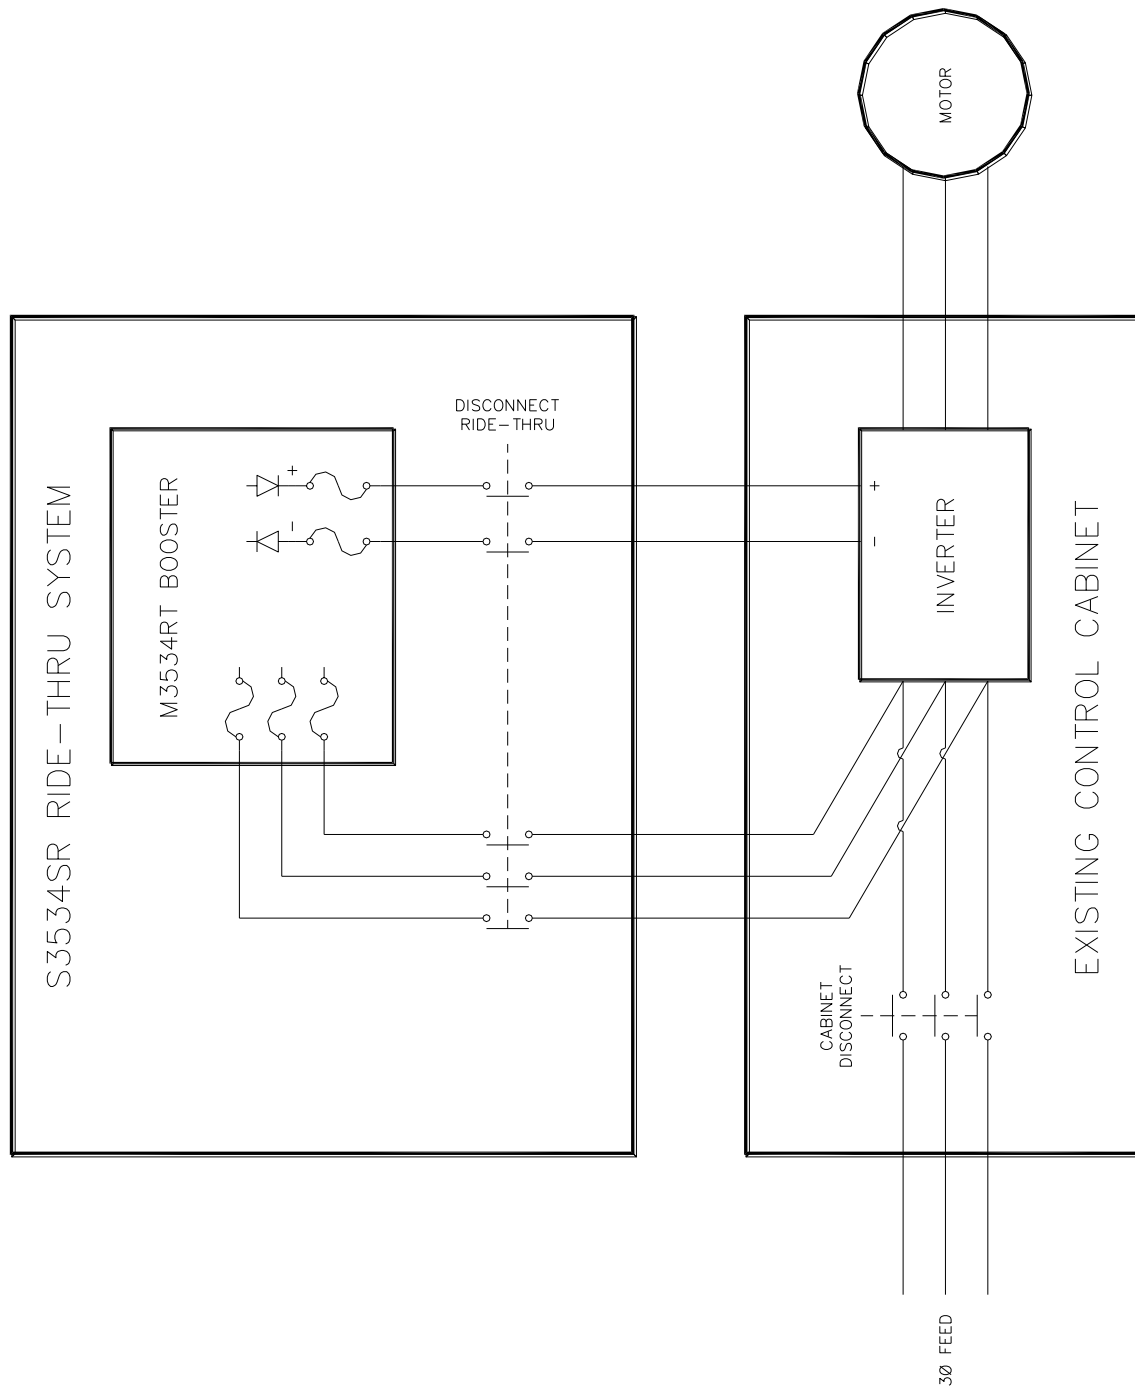 MOTOR
DISCONNECT
RIDE-THRU
S3534SR RIDE-THRU SYSTEM
M3534RT BOOSTER
+
-
+
-
INVERTER
EXISTING CONTROL CABINET
CABINET
DISCONNECT
3Ø FEED